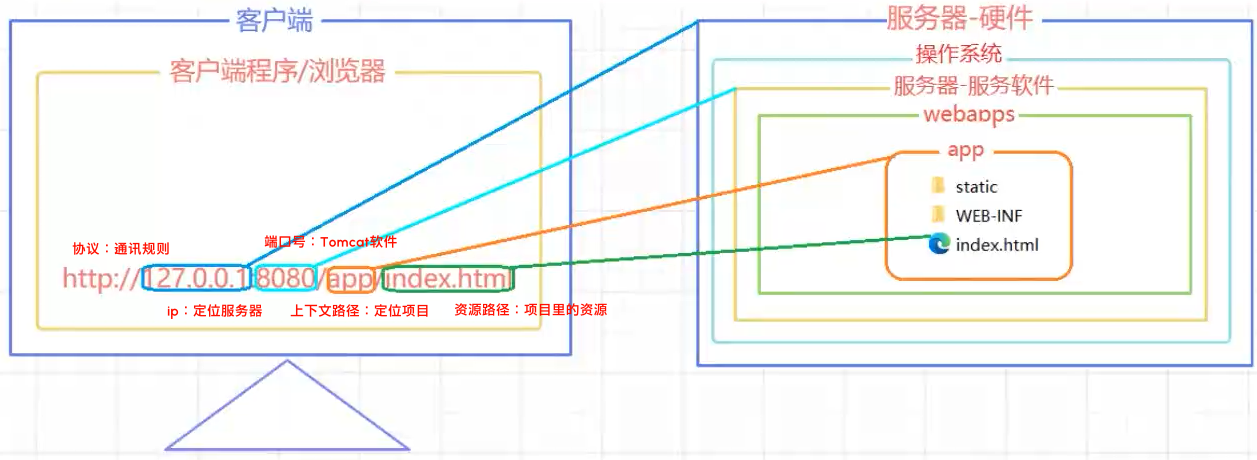 客户端
客户端程序/浏览器
协议：通讯规则
端口号：Tomcat软件
http://127.0.0.1:8080/app/index.html
ip：定位服务器
上下文路径：定位项目
资源路径：项目里的资源
服务器-硬件
操作系统
服务器-服务软件
webapps
app
static
WEB-INF
index.html